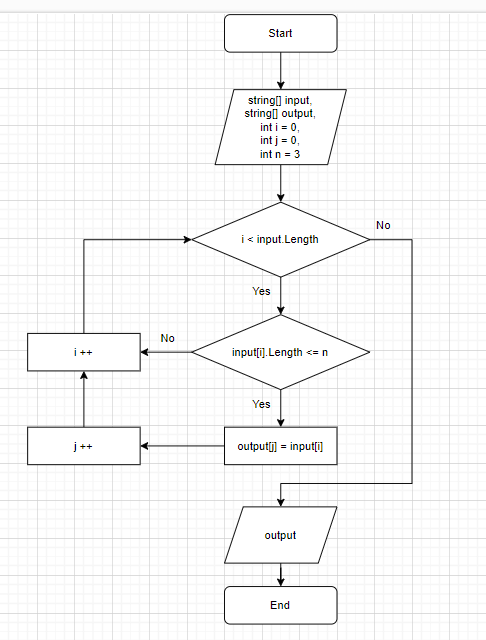 Start
string[] input,
string[] output,
int i = 0,
int j = 0,
int n = 3
i < input.Length
No
Yes
input[i].Length <= n
No
i ++
Yes
output[j] = input[i]
j ++
output
End